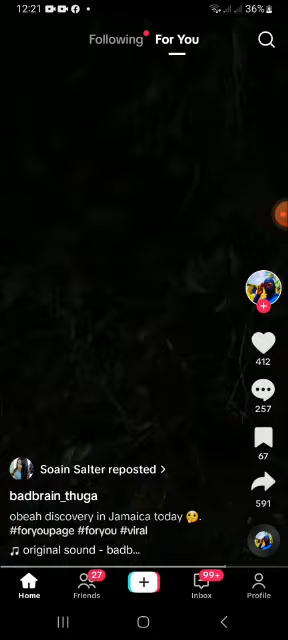 12:21
36%
Following
For You
412
257
67
591
Soain Salter reposted >
badbrain_thuga
obeah discovery in Jamaica today 🤔.
#foryoupage #foryou #viral
original sound - badb...
27
99+
Home
Friends
Inbox
Profile